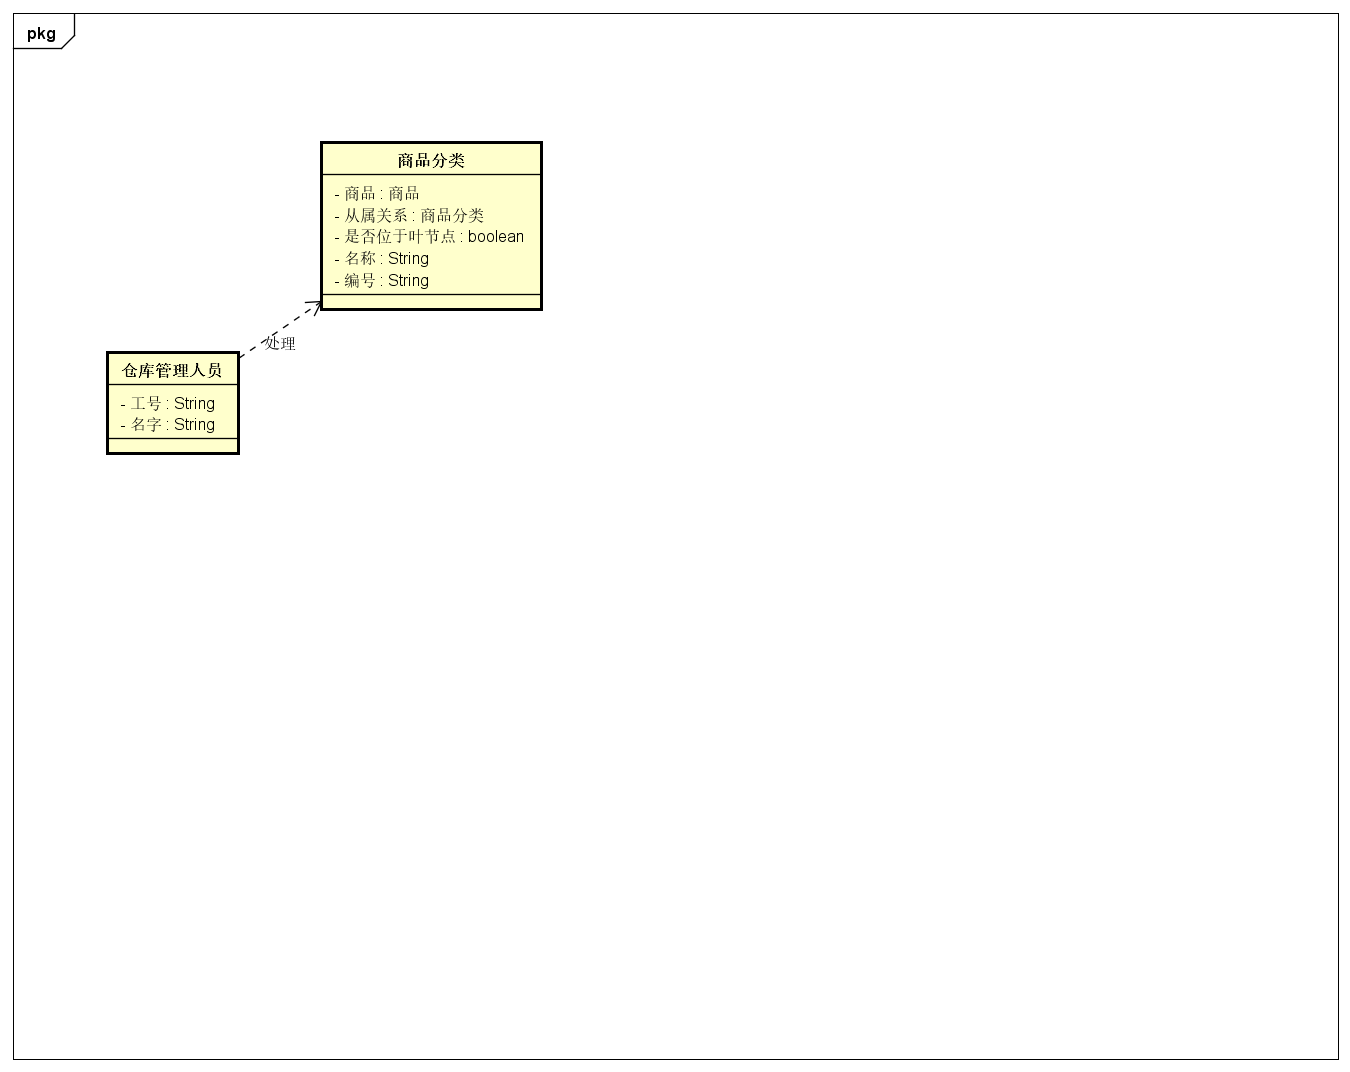 pkg
商品分类
- 商品 : 商品
- 从属关系 : 商品分类
- 是否位于叶节点 : boolean
- 名称 : String
- 编号 : String
处理
仓库管理人员
- 工号 : String
- 名字 : String